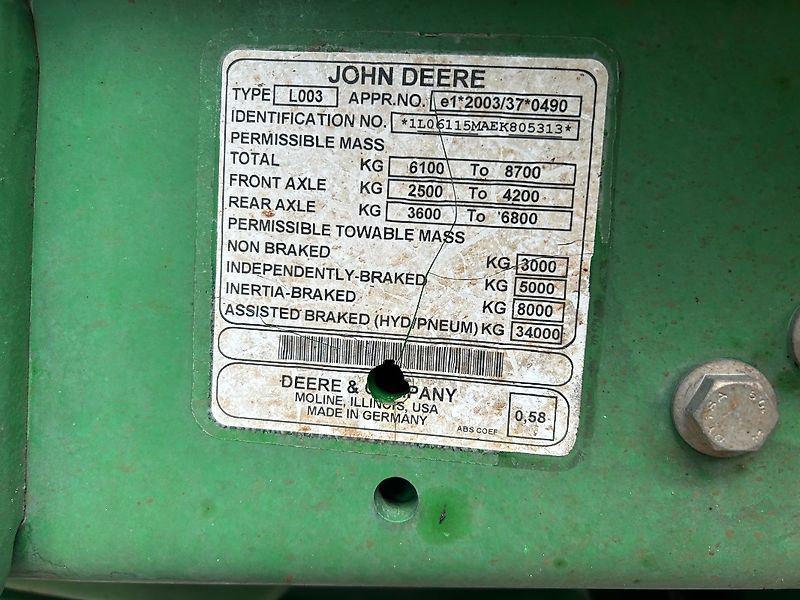 JOHN DEERE
TYPE L003 APPR.NO. e1*2003/37*0490
IDENTIFICATION NO. *1L06115MAEK805313*
PERMISSIBLE MASS
TOTAL KG 6100 To 8700
FRONT AXLE KG 2500 To 4200
REAR AXLE KG 3600 To 6800
PERMISSIBLE TOWABLE MASS
NON BRAKED KG 3000
INDEPENDENTLY-BRAKED KG 5000
INERTIA-BRAKED KG 8000
ASSISTED BRAKED (HYD/PNEUM) KG 34000
DEERE & COMPANY
MOLINE, ILLINOIS, USA
MADE IN GERMANY
ABS COEF 0,58